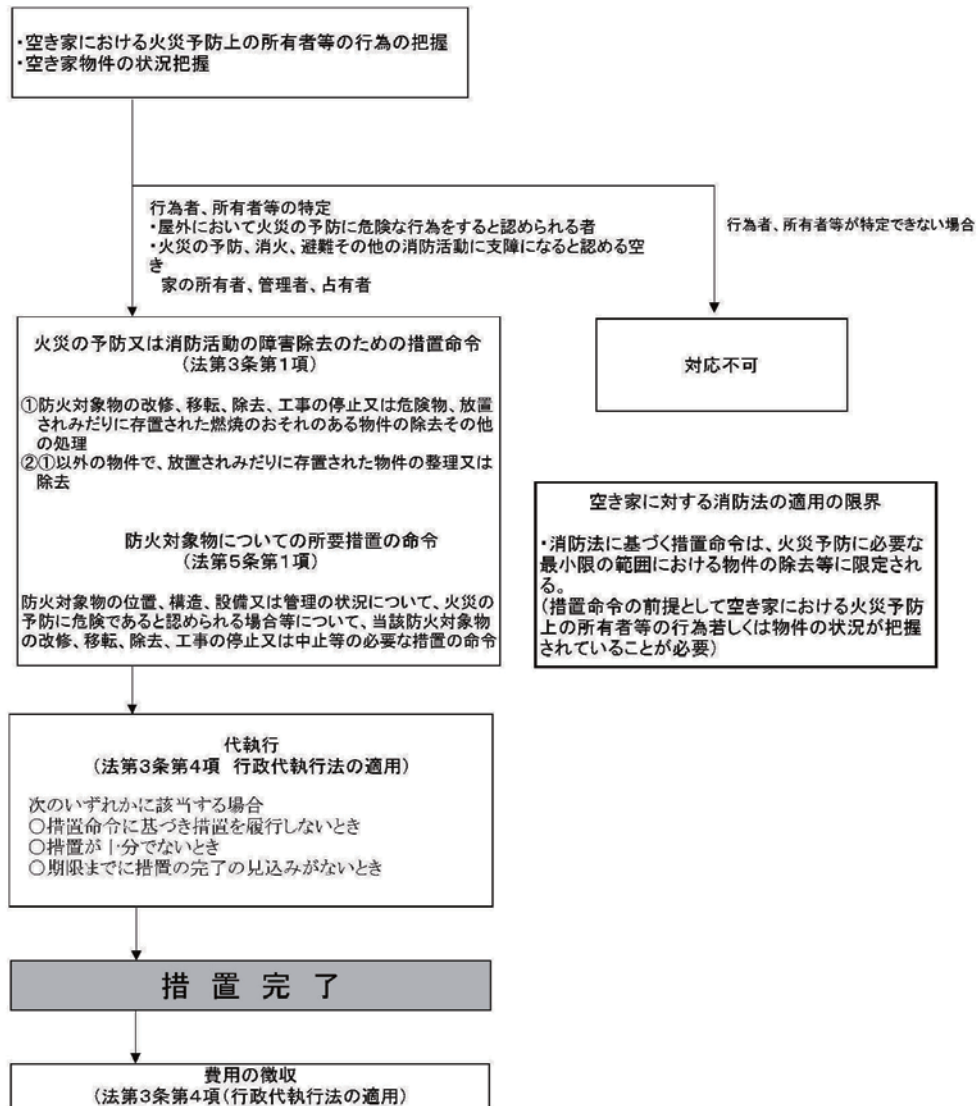 ・空き家における火災予防上の所有者等の行為の把握
・空き家物件の状況把握
行為者、所有者等の特定
・屋外において火災の予防に危険な行為をすると認められる者
・火災の予防、消火、避難その他の消防活動に支障になると認める空
き
家の所有者、管理者、占有者
行為者、所有者等が特定できない場合
火災の予防又は消防活動の障害除去のための措置命令
(法第3条第1項)
①防火対象物の改修、移転、除去、工事の停止又は危険物、放置
されみだりに存置された燃焼のおそれのある物件の除去その他
の処理
②①以外の物件で、放置されみだりに存置された物件の整理又は
除去
防火対象物についての所要措置の命令
(法第5条第1項)
防火対象物の位置、構造、設備又は管理の状況について、火災の
予防に危険であると認められる場合等について、当該防火対象物
の改修、移転、除去、工事の停止又は中止等の必要な措置の命令
対応不可
空き家に対する消防法の適用の限界
・消防法に基づく措置命令は、火災予防に必要な
最小限の範囲における物件の除去等に限定され
る。
(措置命令の前提として空き家における火災予防
上の所有者等の行為若しくは物件の状況が把握
されていることが必要)
代執行
(法第3条第4項 行政代執行法の適用)
次のいずれかに該当する場合
○措置命令に基づき措置を履行しないとき
○措置が十分でないとき
○期限までに措置の完了の見込みがないとき
措 置 完 了
費用の徴収
(法第3条第4項(行政代執行法の適用)